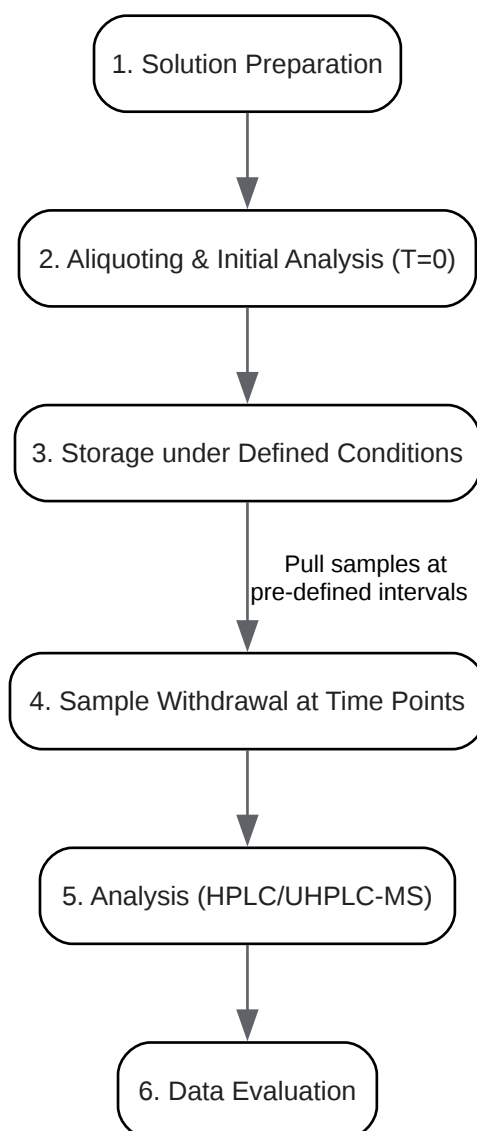 1. Solution Preparation
2. Aliquoting & Initial Analysis (T=0)
3. Storage under Defined Conditions
Pull samples at
pre-defined intervals
4. Sample Withdrawal at Time Points
5. Analysis (HPLC/UHPLC-MS)
6. Data Evaluation